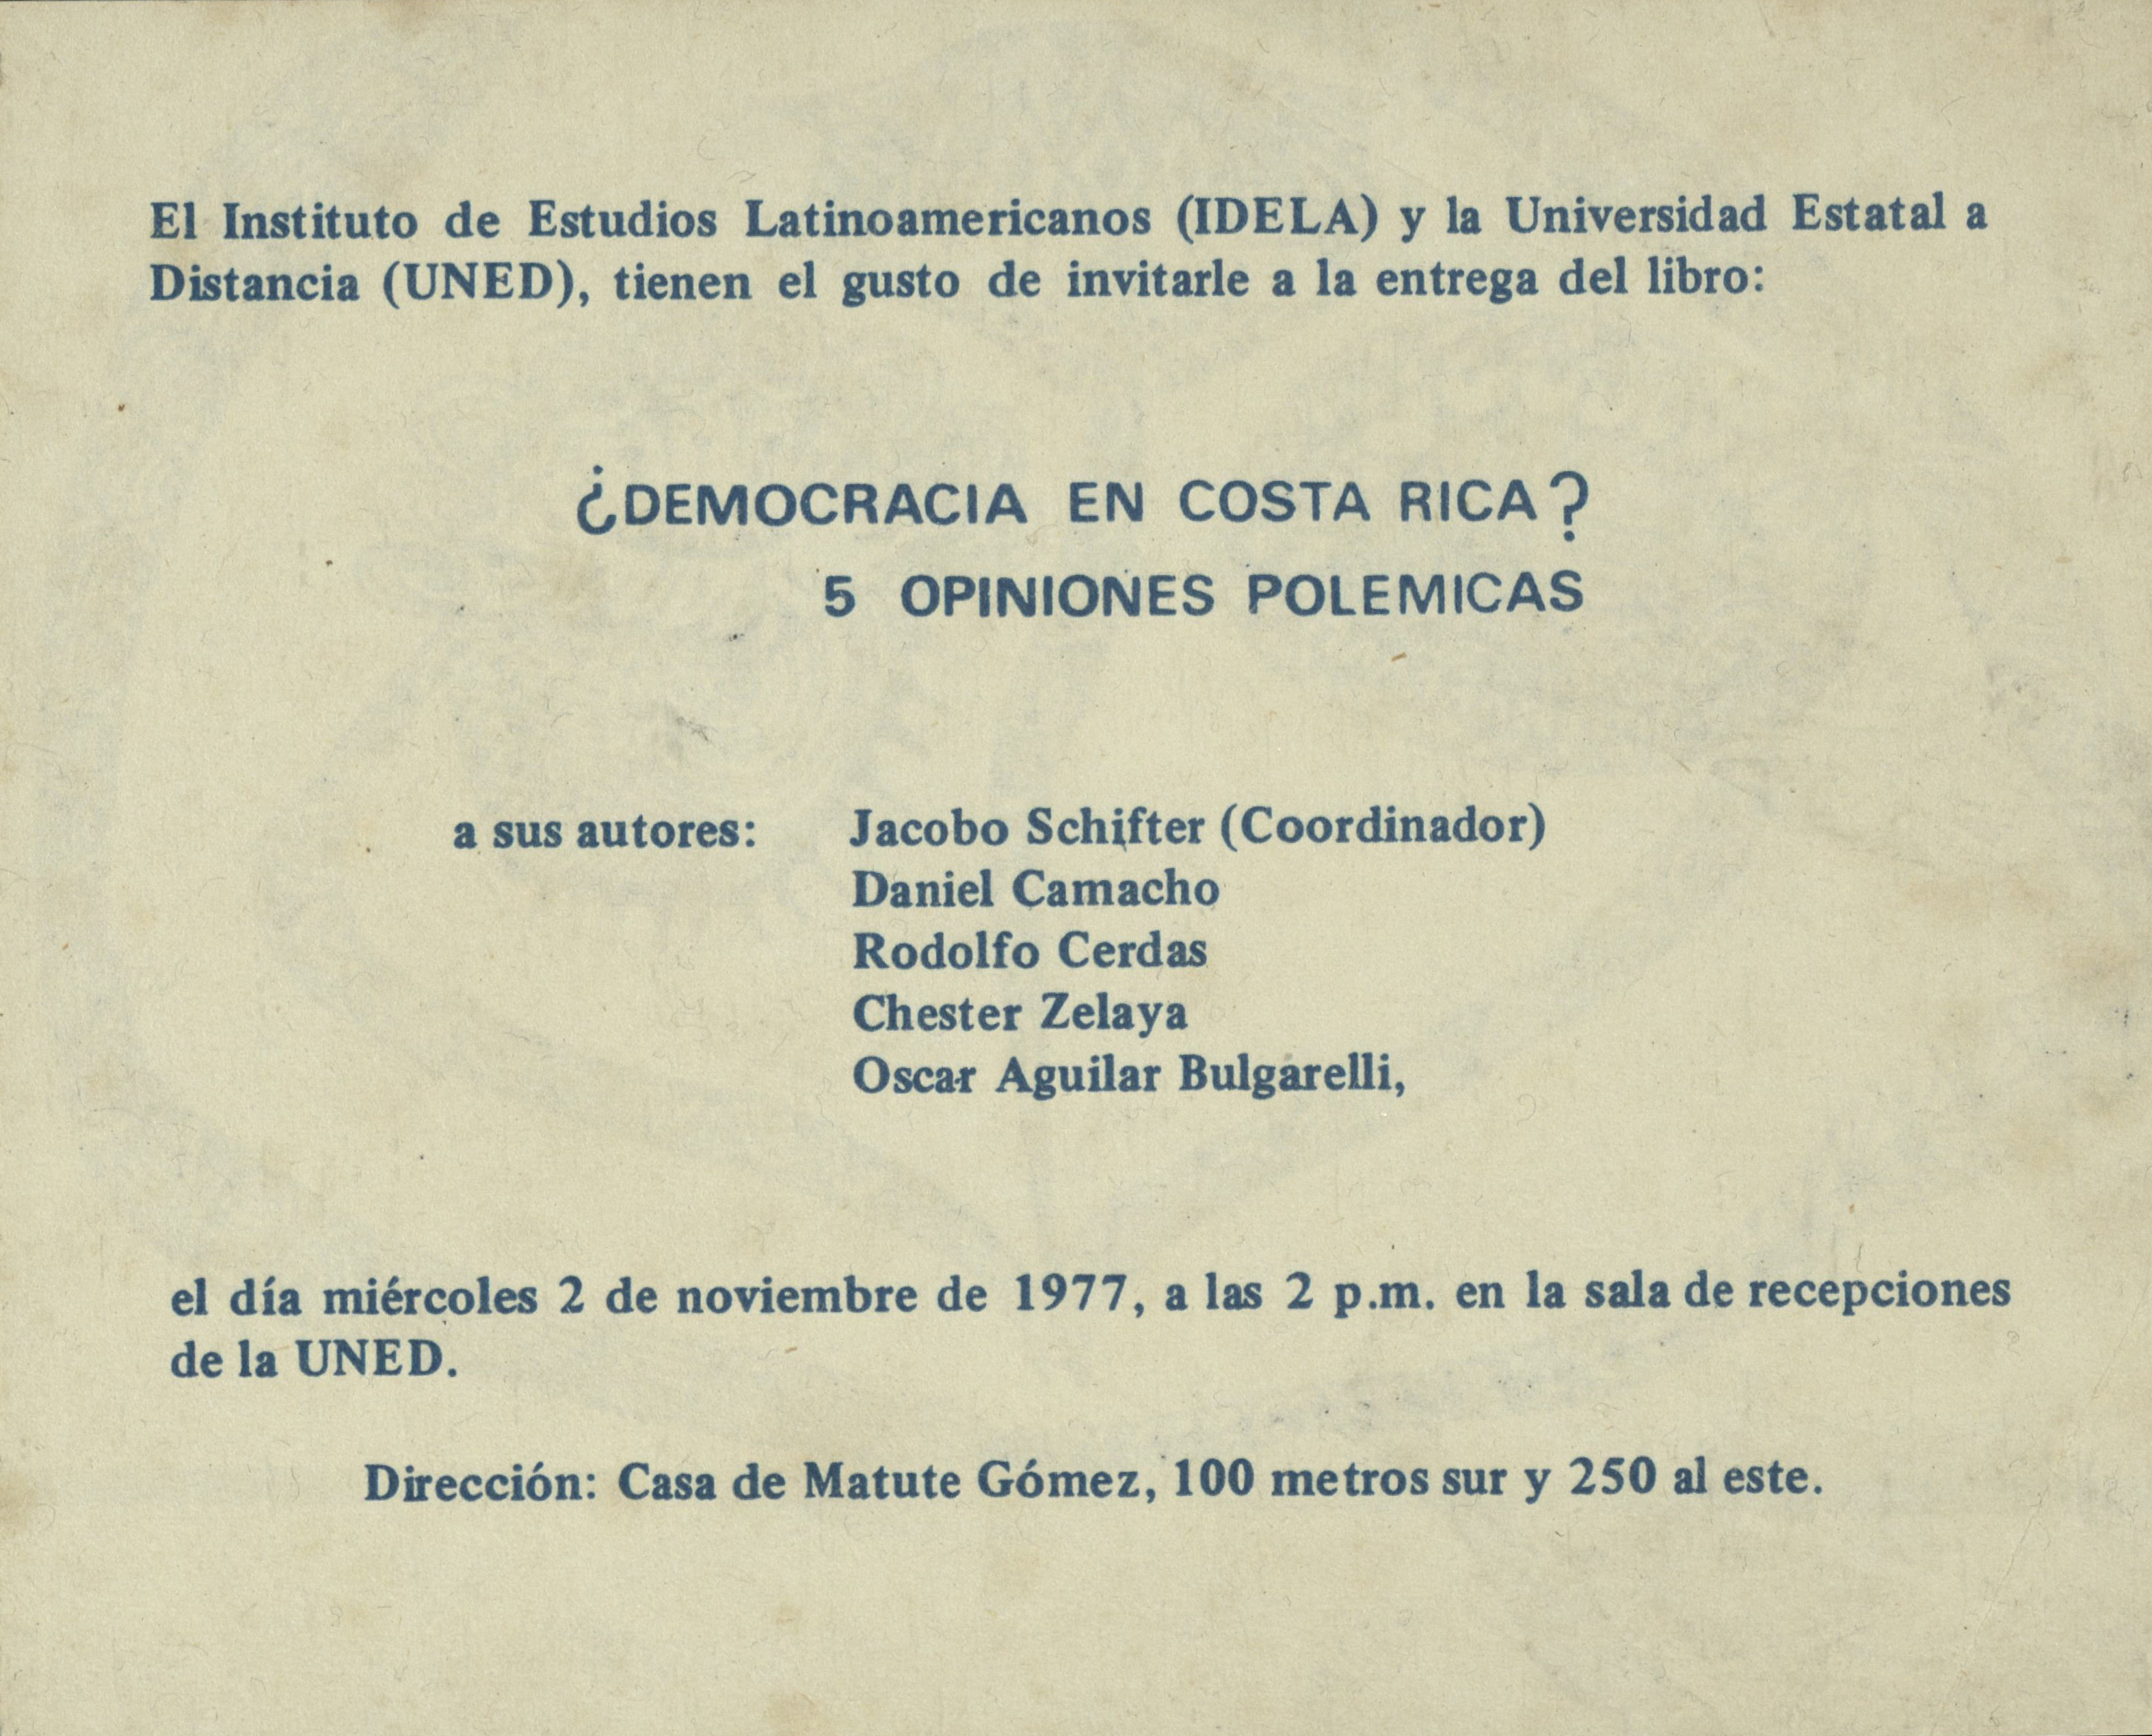 El Instituto de Estudios Latinoamericanos (IDELA) y la Universidad Estatal a
Distancia (UNED), tienen el gusto de invitarle a la entrega del libro:
¿DEMOCRACIA EN COSTA RICA?
5 OPINIONES POLEMICAS
a sus autores: Jacobo Schifter (Coordinador)
Daniel Camacho
Rodolfo Cerdas
Chester Zelaya
Oscar Aguilar Bulgarelli,
el día miércoles 2 de noviembre de 1977, a las 2 p.m. en la sala de recepciones
de la UNED.
Dirección: Casa de Matute Gómez, 100 metros sur y 250 al este.